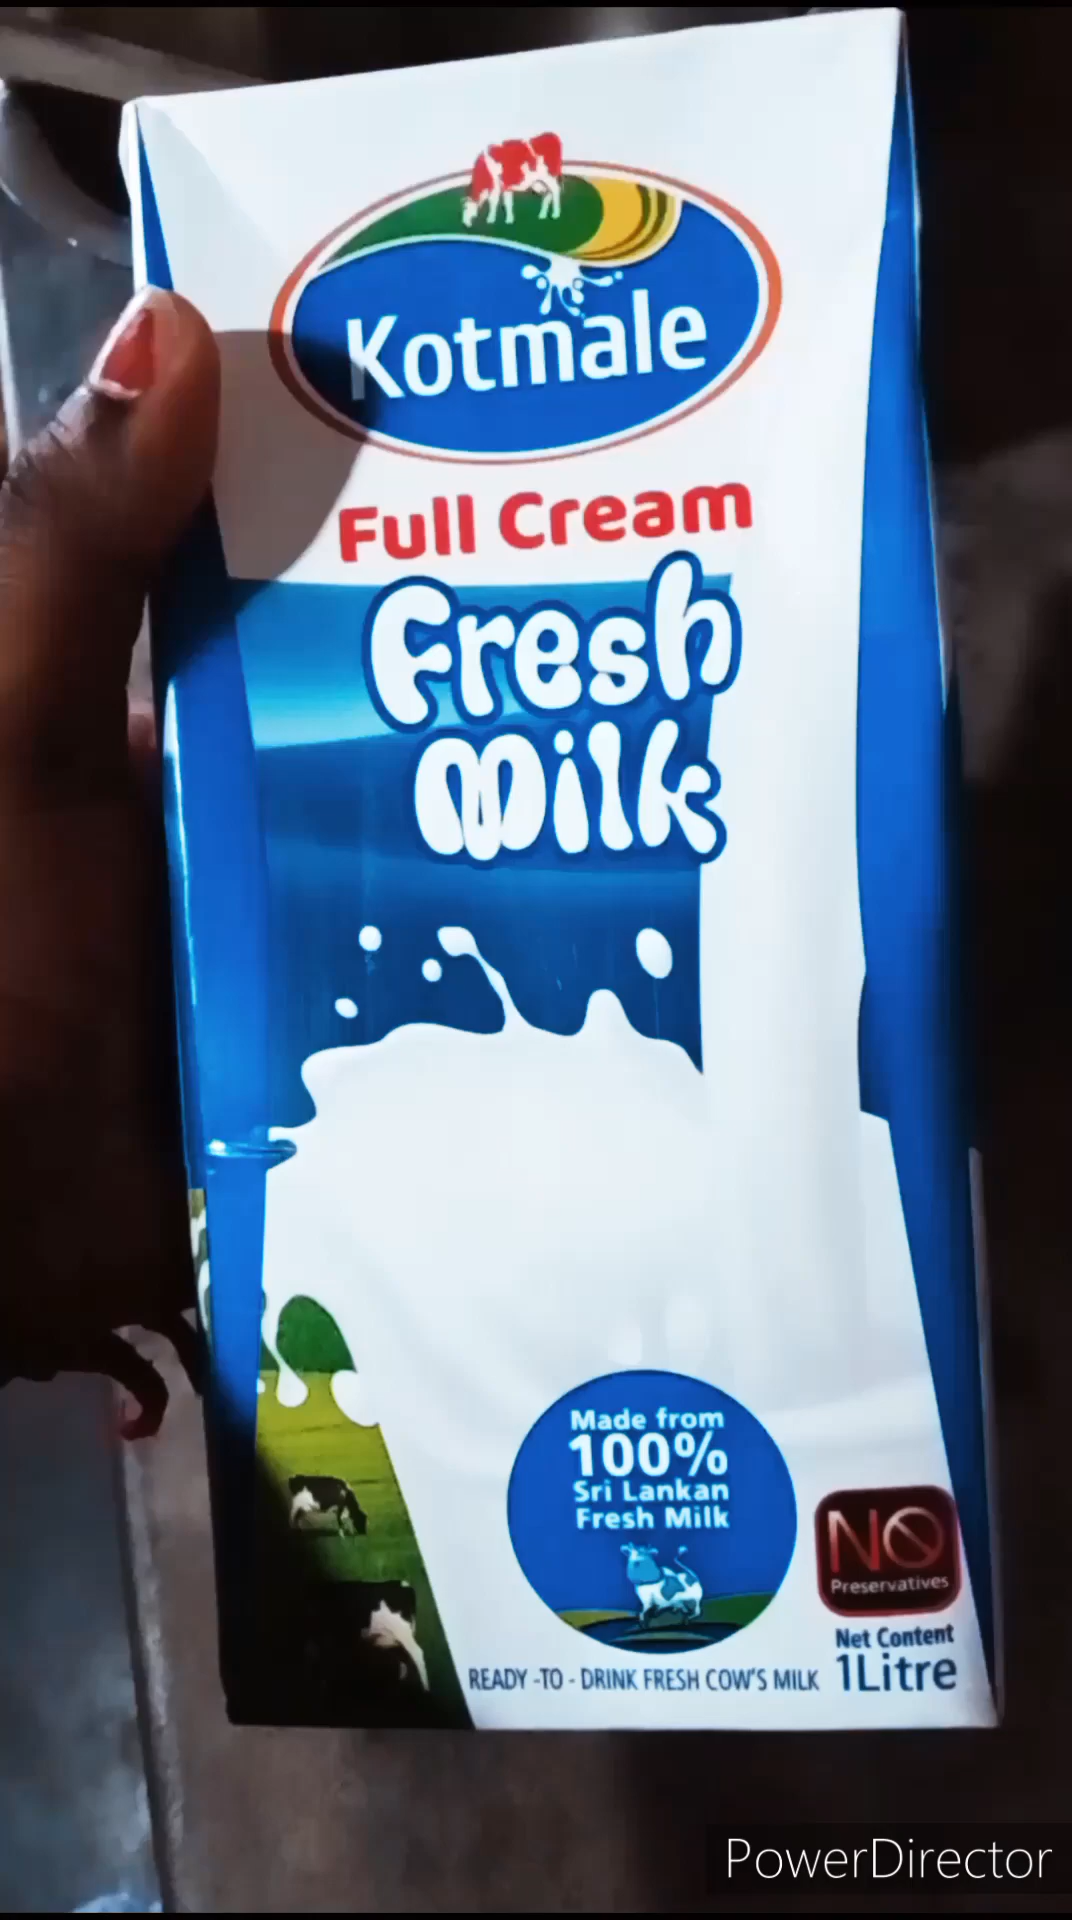 Kotmale
Full Cream
Fresh
Milk
Made from
100%
Sri Lankan
Fresh Milk
NO
Preservatives
Net Content
1Litre
READY -TO - DRINK FRESH COW'S MILK
PowerDirector